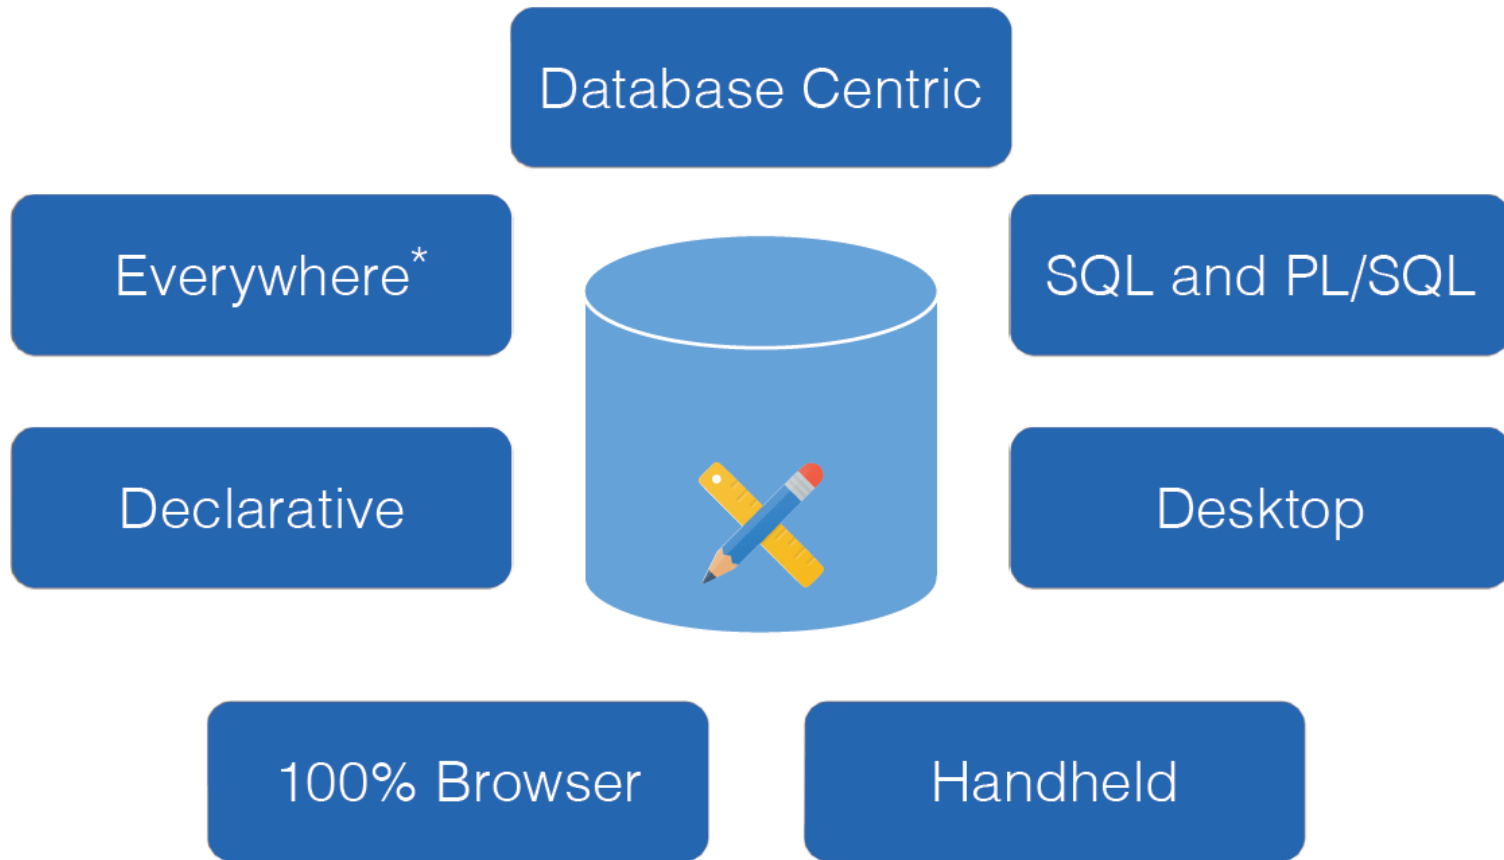 Database Centric
Everywhere*
SQL and PL/SQL
Declarative
Desktop
100% Browser
Handheld